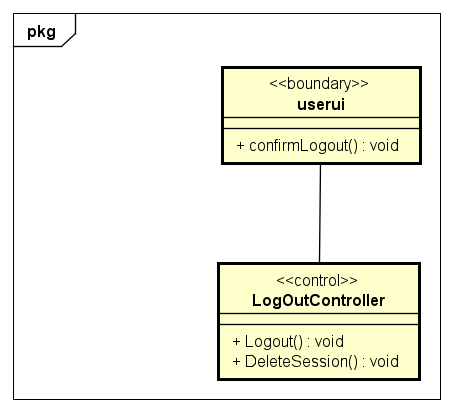 pkg
<<boundary>>
userui
+ confirmLogout() : void
<<control>>
LogOutController
+ Logout() : void
+ DeleteSession() : void